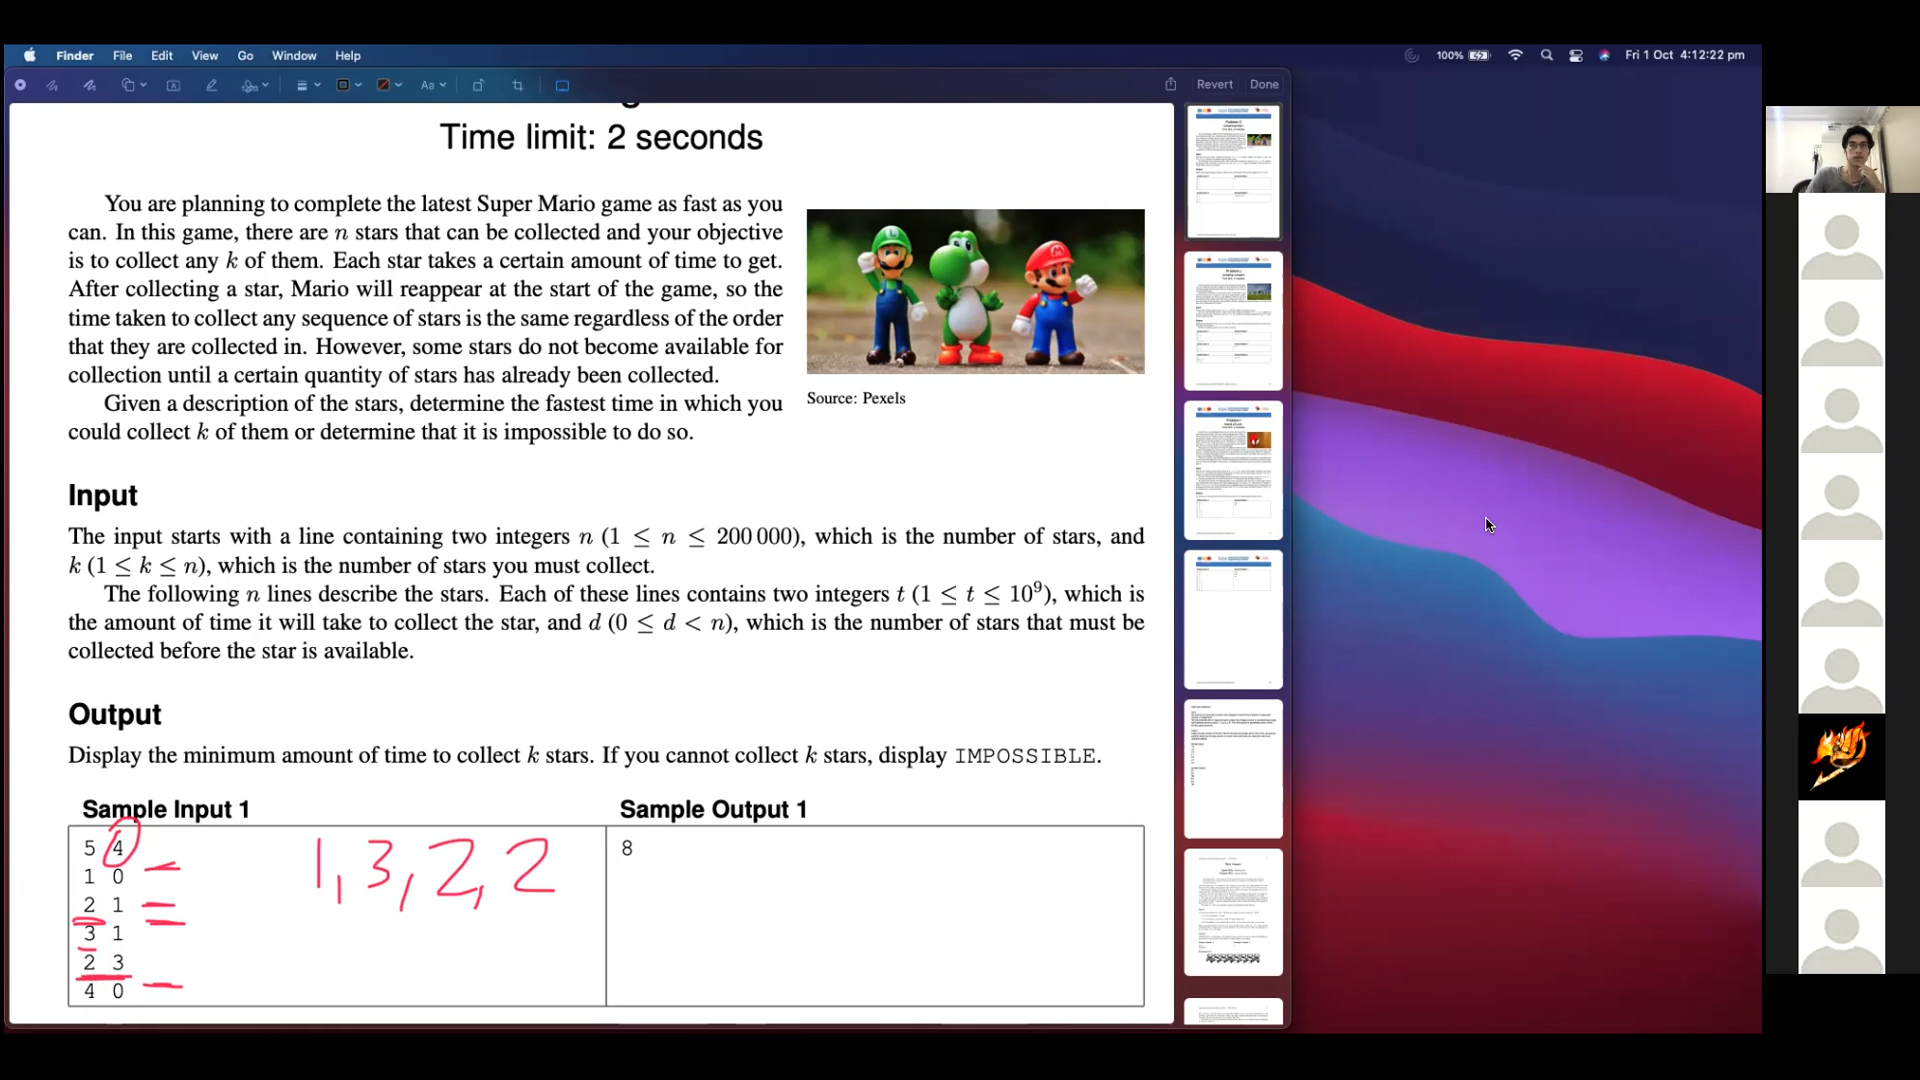 Finder File Edit View Go Window Help
100% Fri 1 Oct 4:12:22 pm
Aa Revert Done
Time limit: 2 seconds
You are planning to complete the latest Super Mario game as fast as you
can. In this game, there are n stars that can be collected and your objective
is to collect any k of them. Each star takes a certain amount of time to get.
After collecting a star, Mario will reappear at the start of the game, so the
time taken to collect any sequence of stars is the same regardless of the order
that they are collected in. However, some stars do not become available for
collection until a certain quantity of stars has already been collected.
Given a description of the stars, determine the fastest time in which you
could collect k of them or determine that it is impossible to do so.
Source: Pexels
Input
The input starts with a line containing two integers n (1 ≤ n ≤ 200 000), which is the number of stars, and
k (1 ≤ k ≤ n), which is the number of stars you must collect.
The following n lines describe the stars. Each of these lines contains two integers t (1 ≤ t ≤ 10⁹), which is
the amount of time it will take to collect the star, and d (0 ≤ d < n), which is the number of stars that must be
collected before the star is available.
Output
Display the minimum amount of time to collect k stars. If you cannot collect k stars, display IMPOSSIBLE.
Sample Input 1 Sample Output 1
5 4 8
1 0
2 1
3 1
2 3
4 0
1, 3, 2, 2